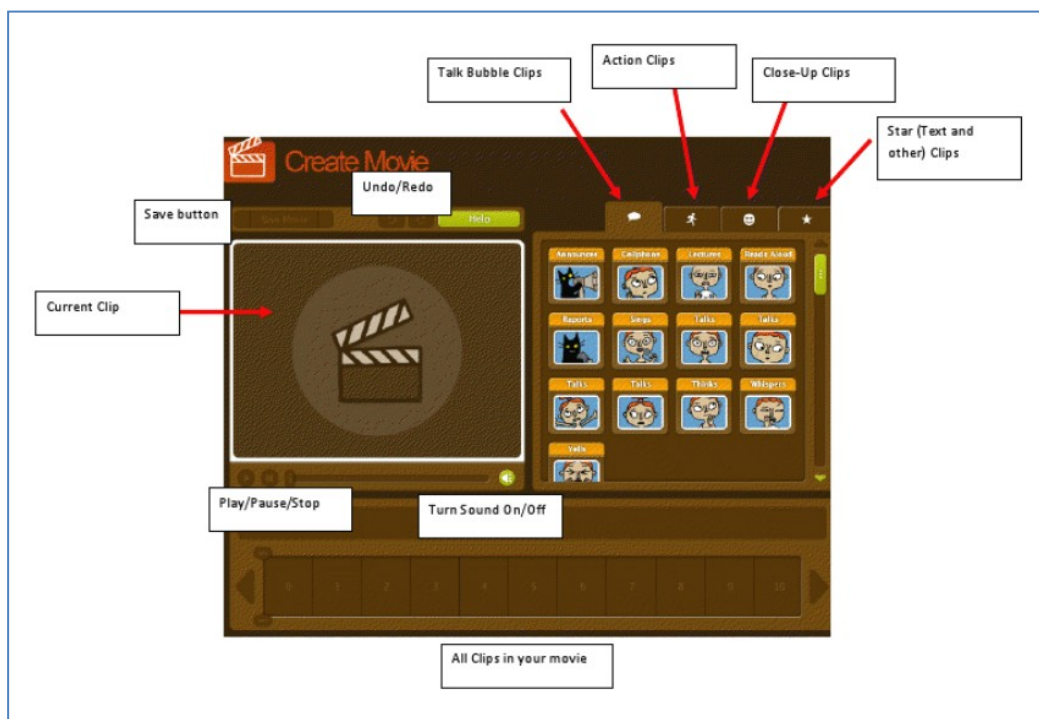 Action Clips
Talk Bubble Clips
Close-Up Clips
Star (Text and
other) Clips
Create Movie
Undo/Redo
Save button
Save Movie
Help
Current Clip
Announces
Cellphone
Lectures
Reads Aloud
Reports
Sings
Talks
Talks
Talks
Talks
Thinks
Whispers
Yells
Play/Pause/Stop
Turn Sound On/Off
0 1 2 3 4 5 6 7 8 9 10
All Clips in your movie